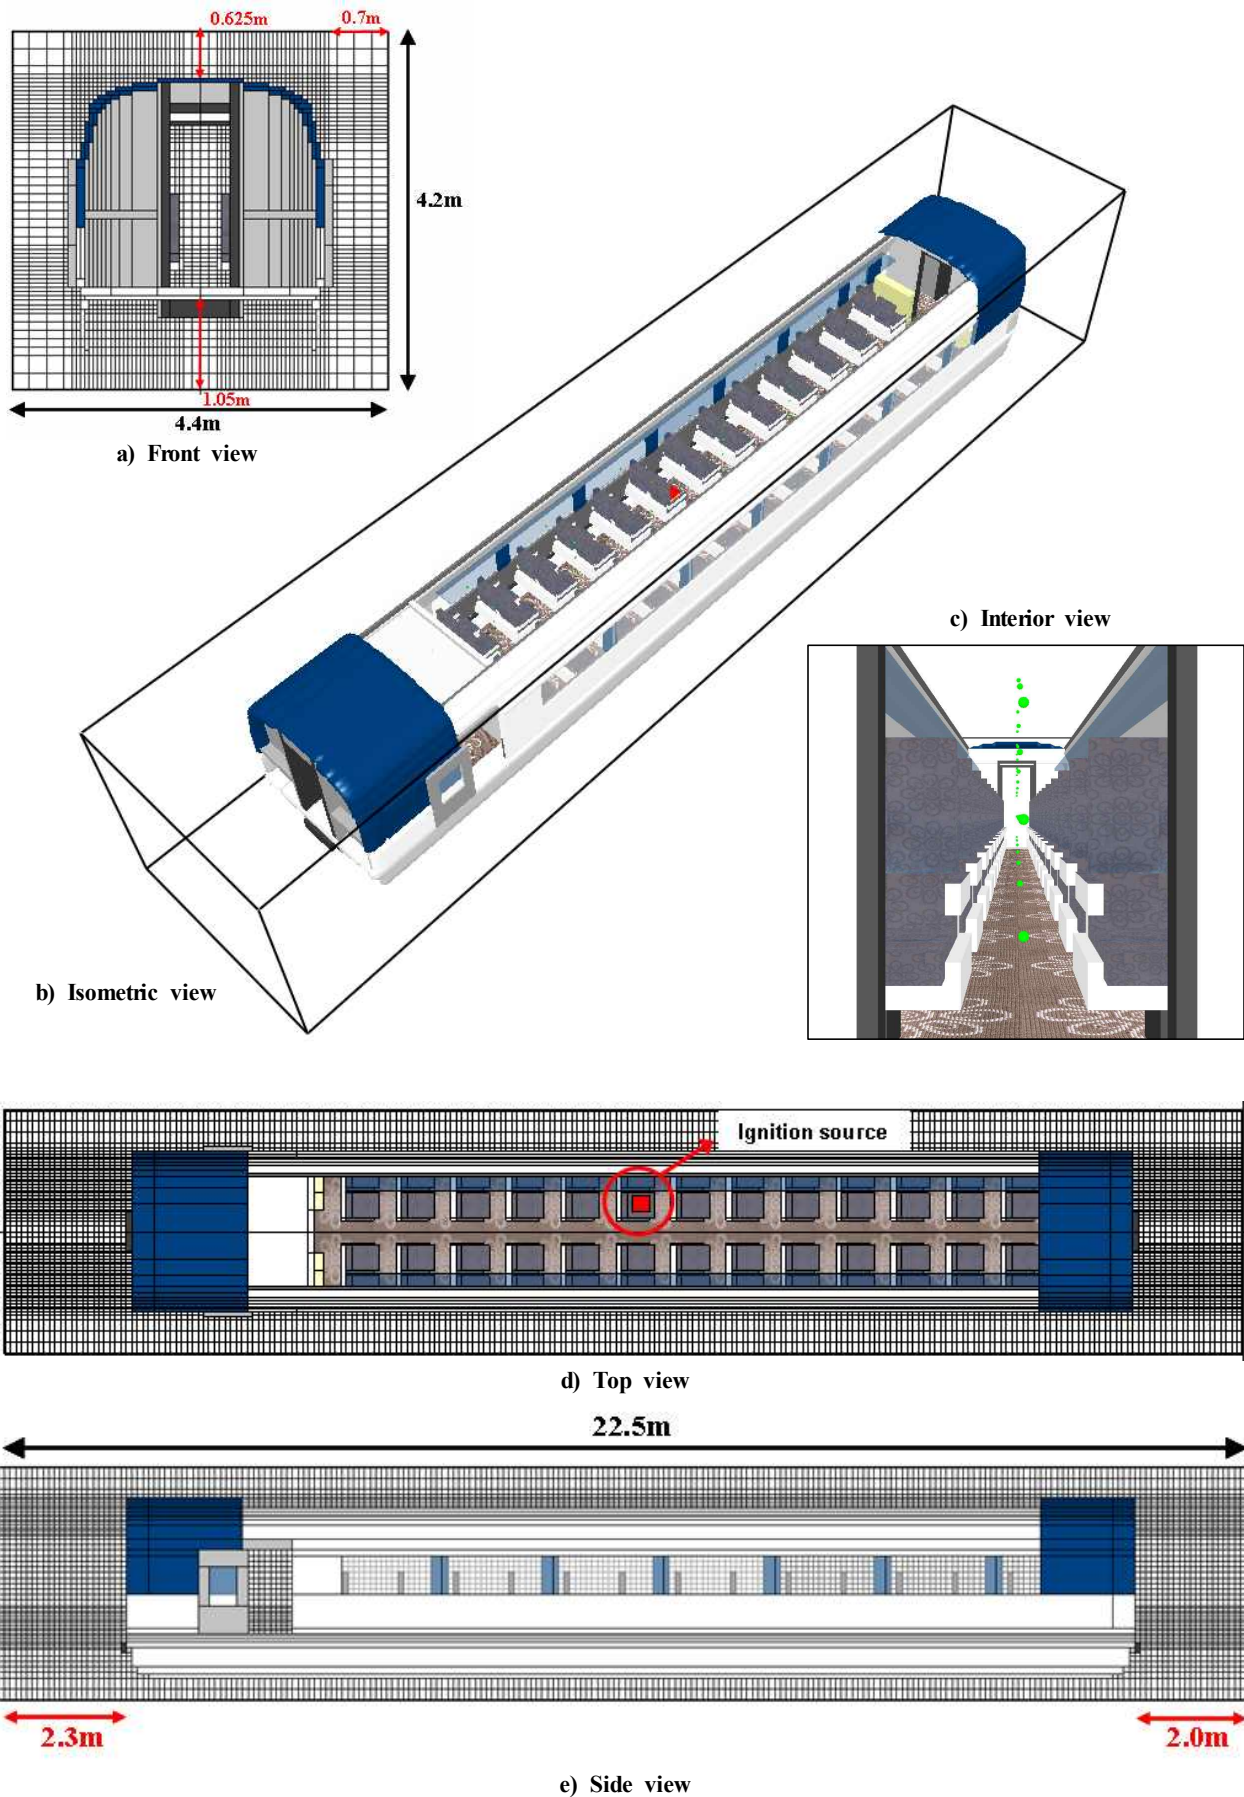 0.625m
0.7m
4.2m
1.05m
4.4m
a) Front view
c) Interior view
b) Isometric view
Ignition source
d) Top view
22.5m
2.3m
2.0m
e) Side view